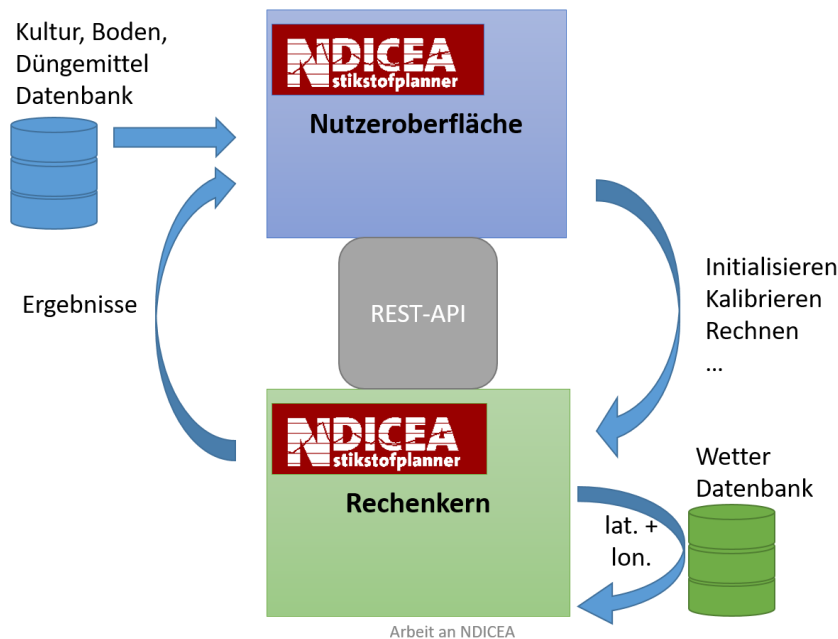 Kultur, Boden,
Düngemittel
Datenbank
NDICEA
stikstofplanner
Nutzeroberfläche
Ergebnisse
REST-API
Initialisieren
Kalibrieren
Rechnen
...
NDICEA
stikstofplanner
Rechenkern
Wetter
Datenbank
lat. +
lon.
Arbeit an NDICEA